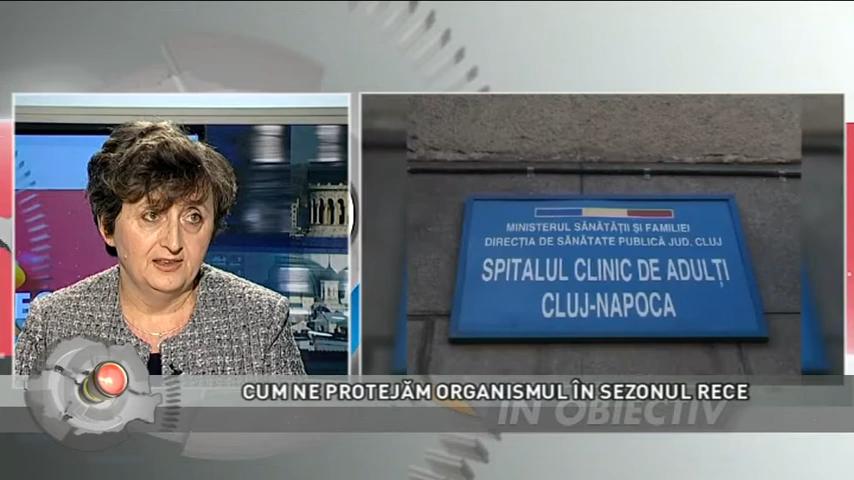 MINISTERUL SĂNĂTĂȚII ȘI FAMILIEI
DIRECȚIA DE SĂNĂTATE PUBLICĂ JUD. CLUJ
SPITALUL CLINIC DE ADULȚI
CLUJ-NAPOCA
CUM NE PROTEJĂM ORGANISMUL ÎN SEZONUL RECE
ÎN OBIECTIV